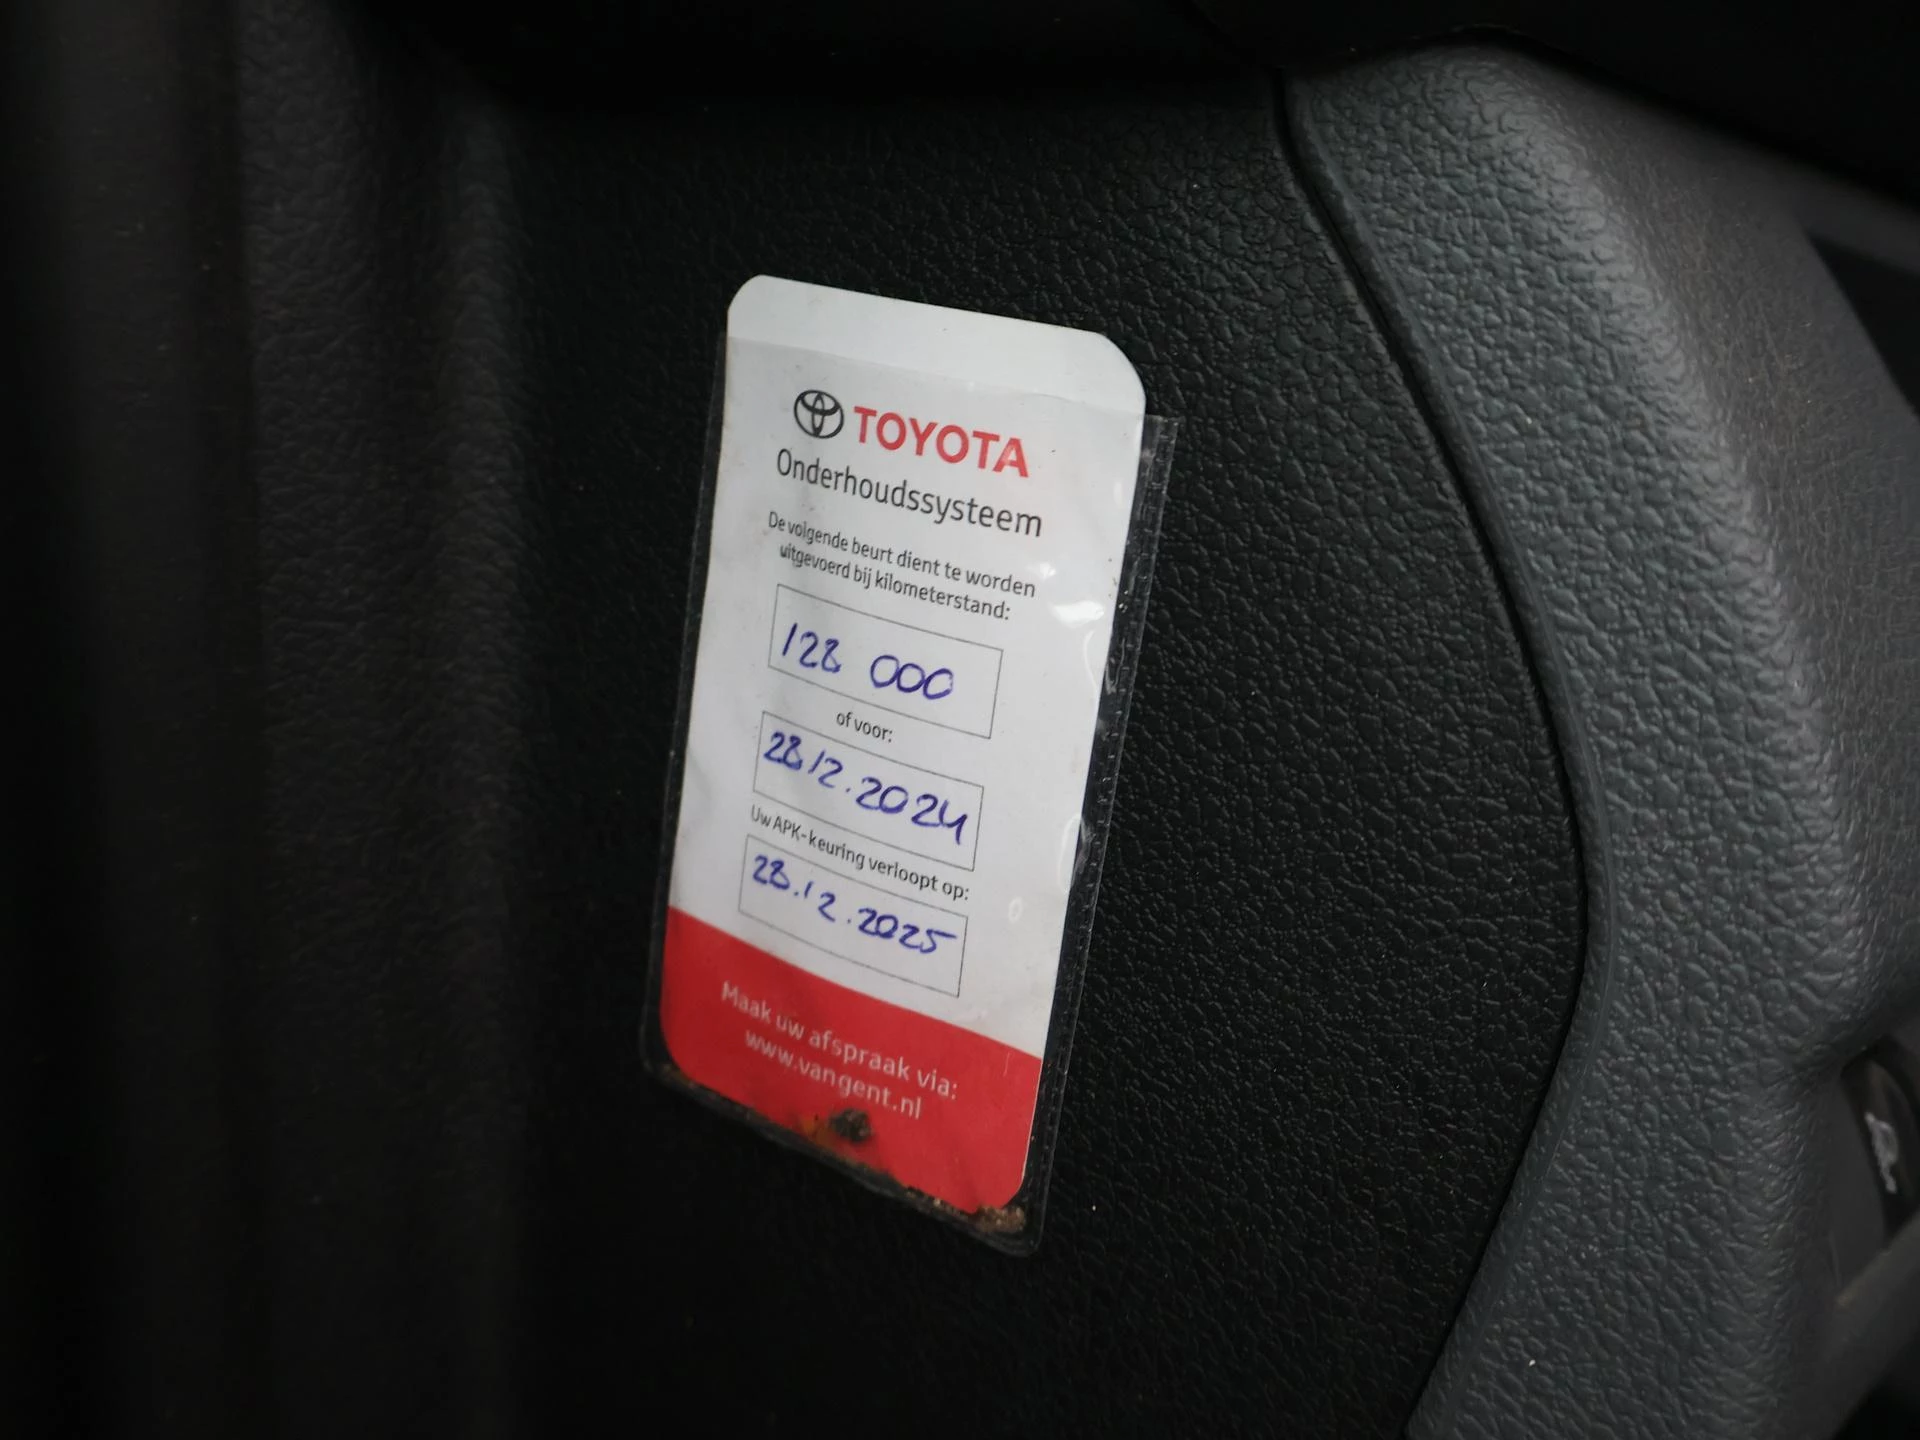 TOYOTA
Onderhoudssysteem
De volgende beurt dient te worden
uitgevoerd bij kilometerstand:
128 000
of voor:
28.12.2024
Uw APK-keuring verloopt op:
28.12.2025
Maak uw afspraak via:
www.vangent.nl